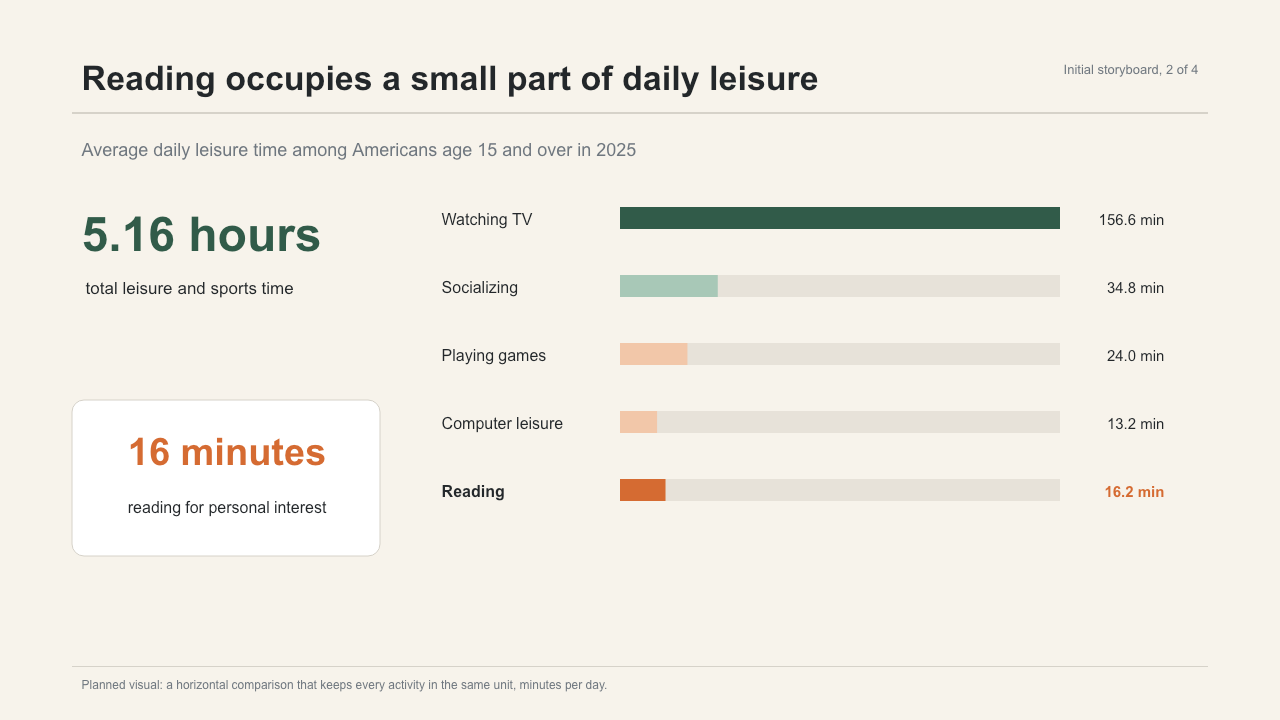 Reading occupies a small part of daily leisure
Initial storyboard, 2 of 4
Average daily leisure time among Americans age 15 and over in 2025
5.16 hours
total leisure and sports time
16 minutes
reading for personal interest
Watching TV 156.6 min
Socializing 34.8 min
Playing games 24.0 min
Computer leisure 13.2 min
Reading 16.2 min
Planned visual: a horizontal comparison that keeps every activity in the same unit, minutes per day.